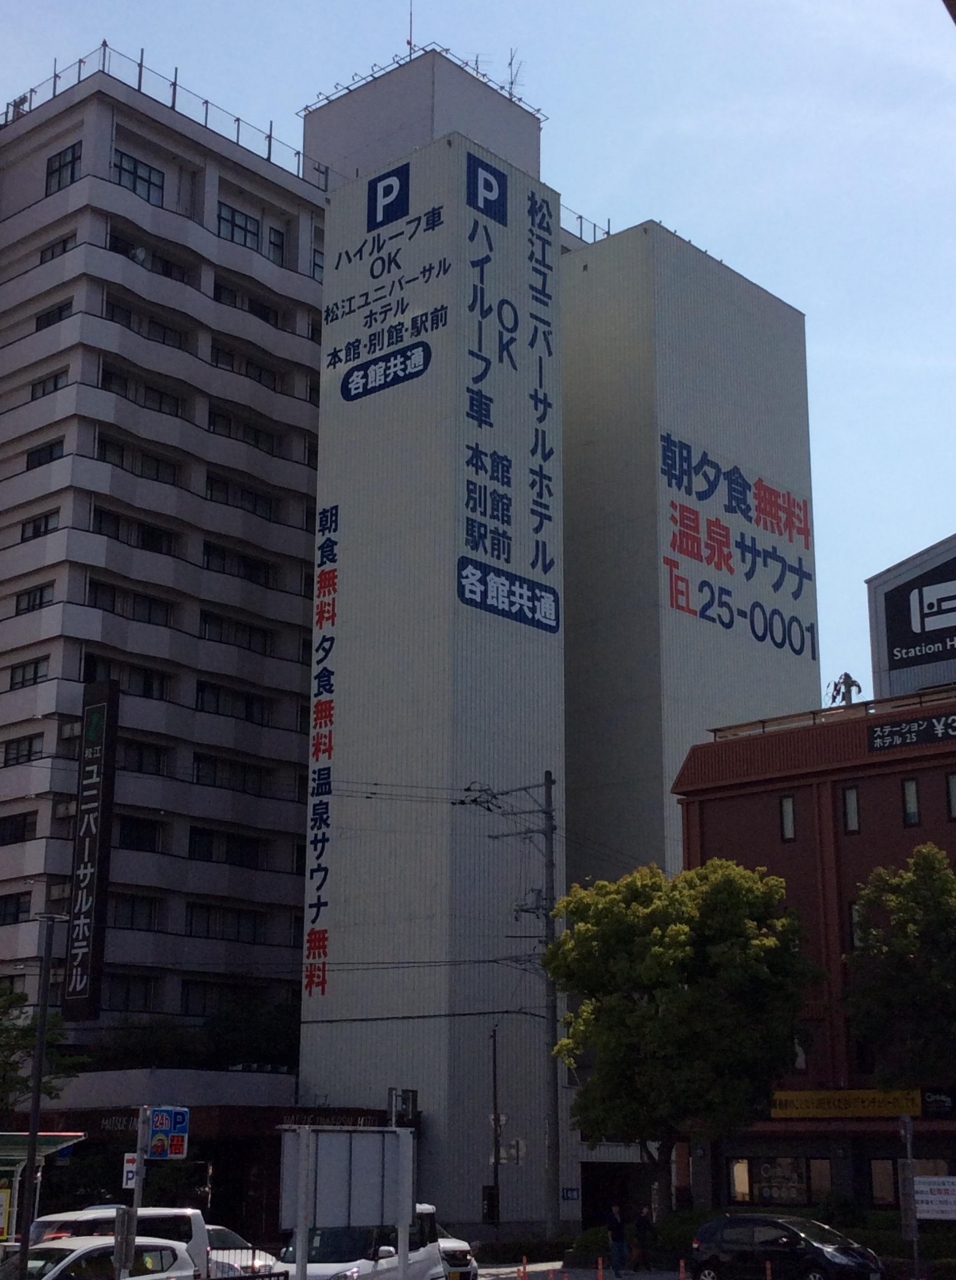 P
ハイルーフ車
OK
松江ユニバーサル
ホテル
本館・別館・駅前
各館共通
朝食無料夕食無料 温泉サウナ無料
P
ハイルーフ車OK
松江ユニバーサルホテル
本館
別館
駅前
各館共通
朝夕食無料
温泉サウナ
TEL25-0001
松江ユニバーサルホテル
Station H
ステーション
ホテル 25
24h
P